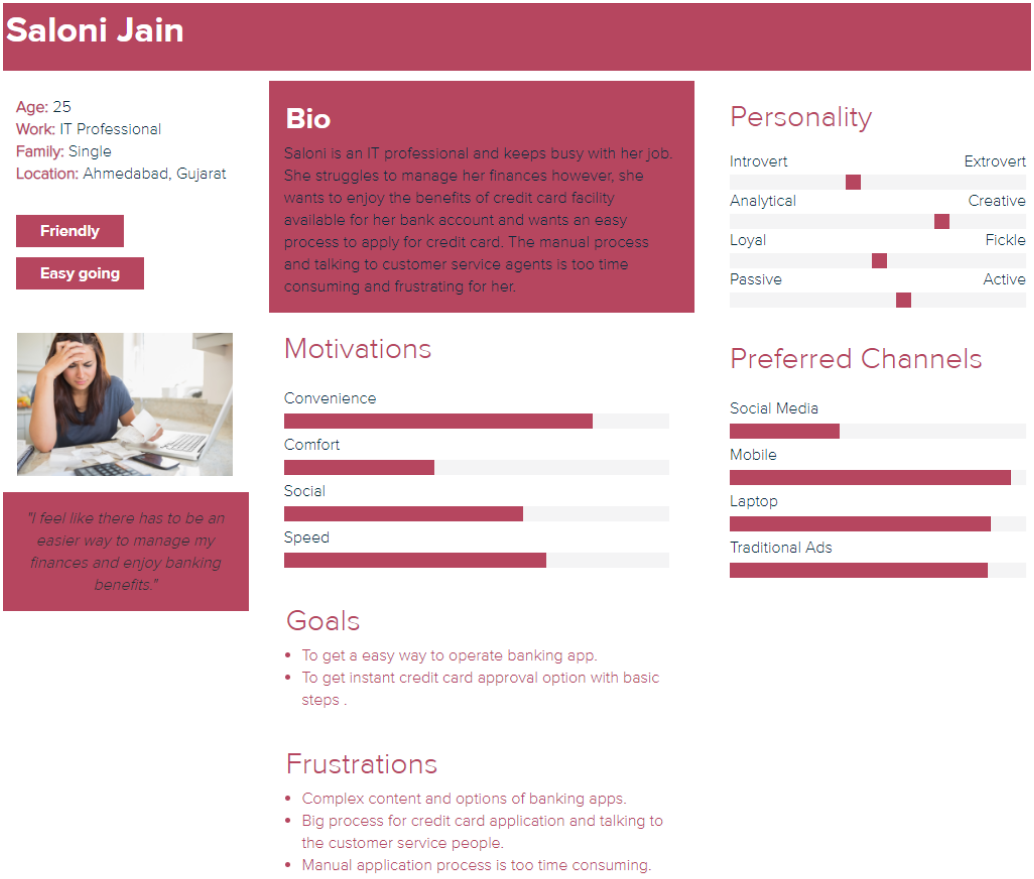 Saloni Jain
Age: 25
Work: IT Professional
Family: Single
Location: Ahmedabad, Gujarat
Friendly
Easy going
"I feel like there has to be an
easier way to manage my
finances and enjoy banking
benefits."
Bio
Saloni is an IT professional and keeps busy with her job.
She struggles to manage her finances however, she
wants to enjoy the benefits of credit card facility
available for her bank account and wants an easy
process to apply for credit card. The manual process
and talking to customer service agents is too time
consuming and frustrating for her.
Motivations
Convenience
Comfort
Social
Speed
Goals
• To get a easy way to operate banking app.
• To get instant credit card approval option with basic
steps .
Frustrations
• Complex content and options of banking apps.
• Big process for credit card application and talking to
the customer service people.
• Manual application process is too time consuming.
Personality
Introvert Extrovert
Analytical Creative
Loyal Fickle
Passive Active
Preferred Channels
Social Media
Mobile
Laptop
Traditional Ads